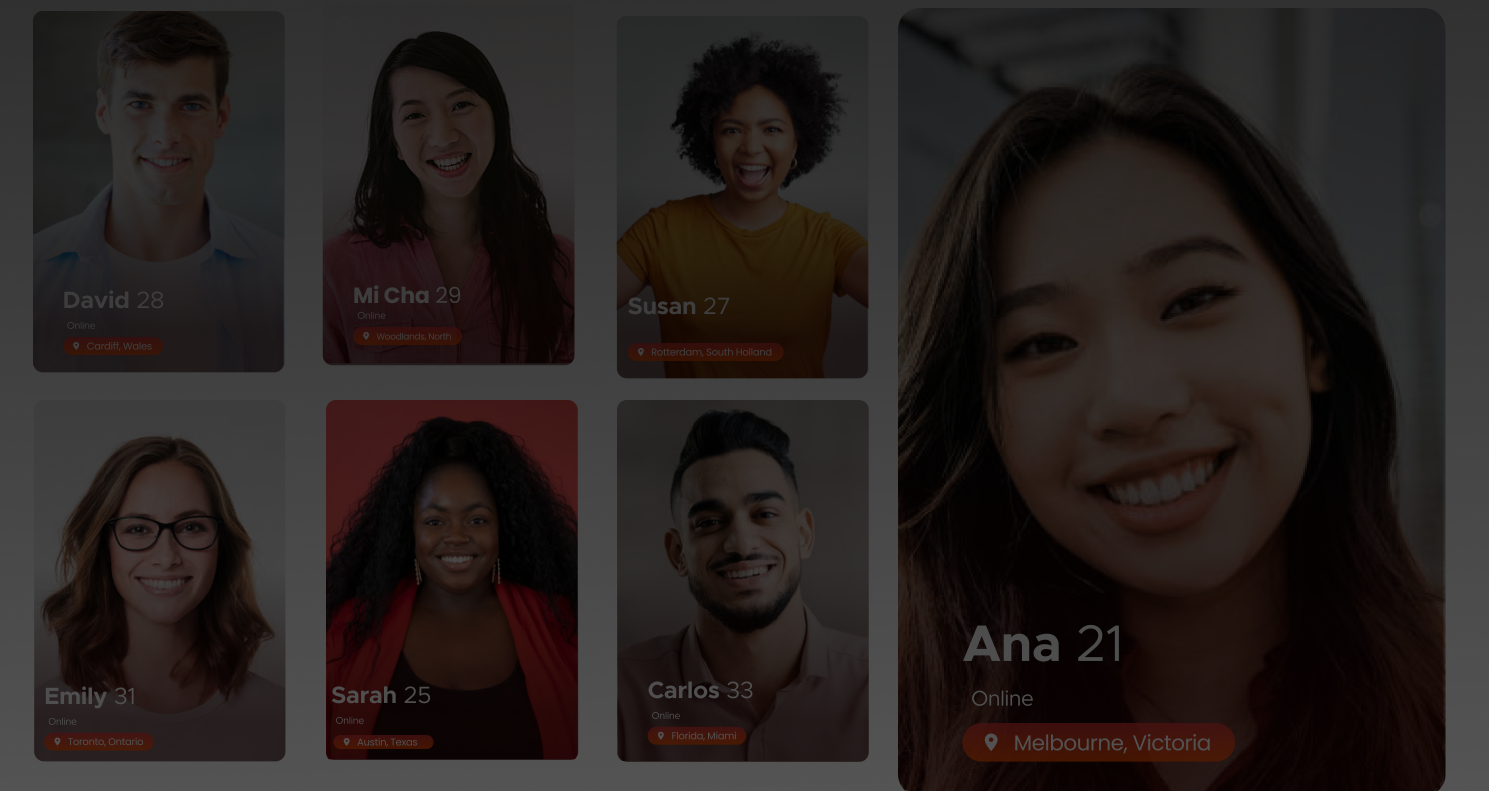 David 28
Online
Cardiff, Wales
Mi Cha 29
Online
Woodlands, North
Susan 27
Rotterdam, South Holland
Emily 31
Online
Toronto, Ontario
Sarah 25
Online
Austin, Texas
Carlos 33
Online
Florida, Miami
Ana 21
Online
Melbourne, Victoria